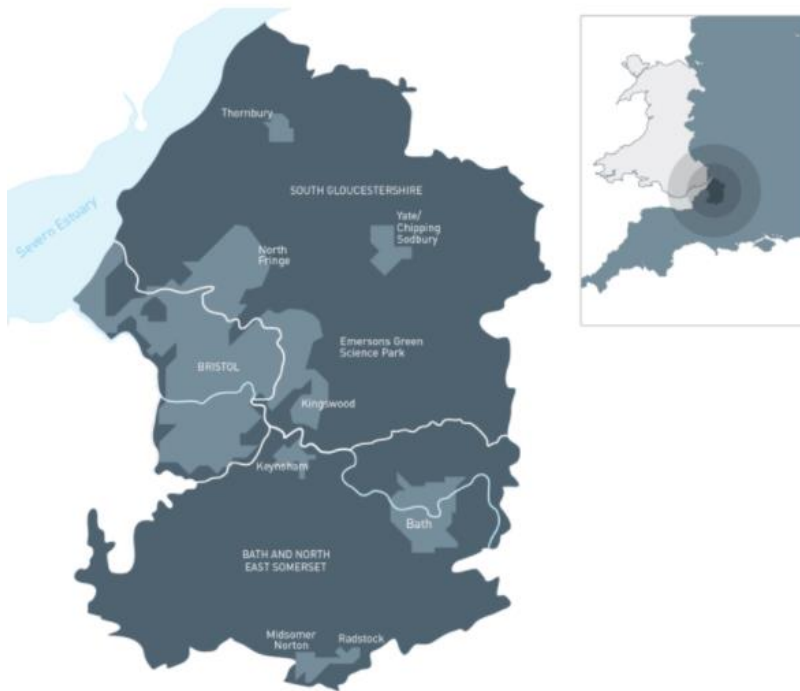 Thornbury
SOUTH GLOUCESTERSHIRE
Severn Estuary
Yate/
Chipping
Sodbury
North
Fringe
Emersons Green
Science Park
BRISTOL
Kingswood
Keynsham
Bath
BATH AND NORTH
EAST SOMERSET
Midsomer
Norton
Radstock